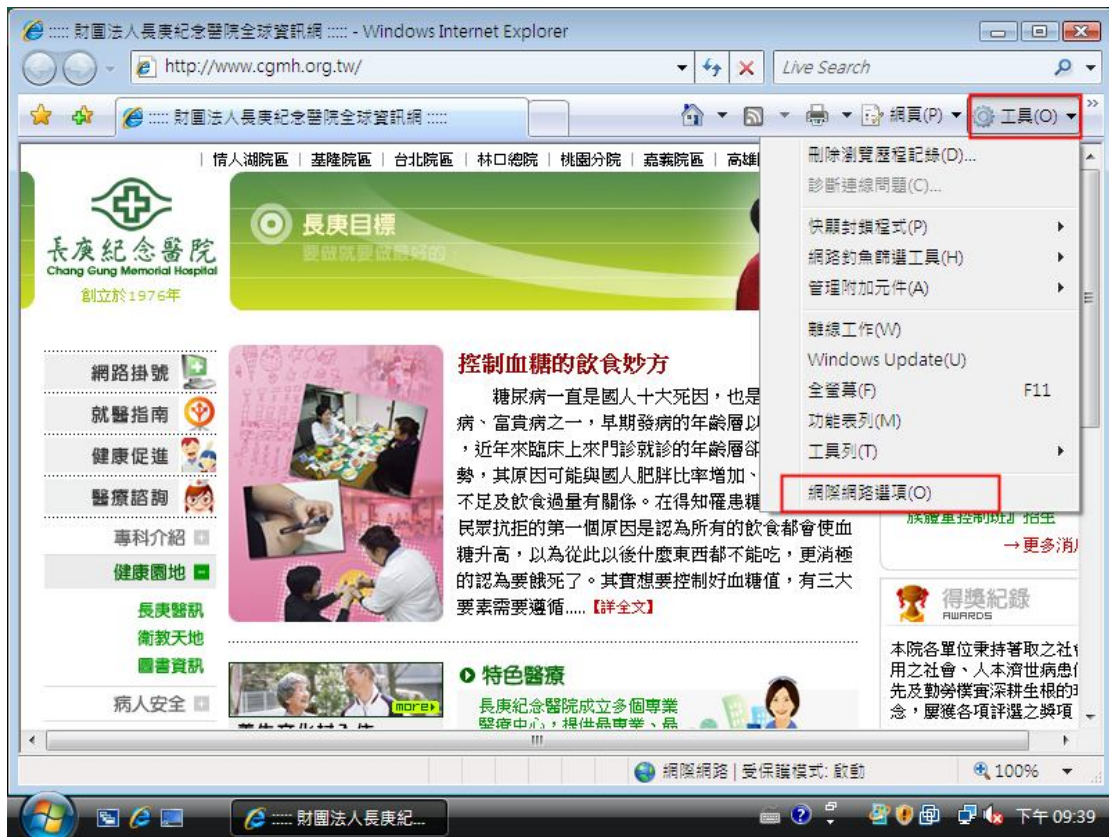 ::::: 財團法人長庚紀念醫院全球資訊網 ::::: - Windows Internet Explorer
http://www.cgmh.org.tw/
Live Search
::::: 財團法人長庚紀念醫院全球資訊網 :::::
網頁(P)
工具(O)
| 情人湖院區 | 基隆院區 | 台北院區 | 林口總院 | 桃園分院 | 嘉義院區 | 高雄
刪除瀏覽歷程記錄(D)...
診斷連線問題(C)...
快顯封鎖程式(P)
網路釣魚篩選工具(H)
管理附加元件(A)
離線工作(W)
Windows Update(U)
全螢幕(F) F11
功能表列(M)
工具列(T)
網際網路選項(O)
長庚紀念醫院
Chang Gung Memorial Hospital
創立於1976年
長庚目標
要做就要做最好的
網路掛號
就醫指南
健康促進
醫療諮詢
專科介紹
健康園地
長庚醫訊
衛教天地
圖書資訊
病人安全
控制血糖的飲食妙方
糖尿病一直是國人十大死因，也是
病、富貴病之一，早期發病的年齡層以
，近年來臨床上來門診就診的年齡層卻
勢，其原因可能與國人肥胖比率增加、
不足及飲食過量有關係。在得知罹患糖
民眾抗拒的第一個原因是認為所有的飲食都會使血
糖升高，以為從此以後什麼東西都不能吃，更消極
的認為要餓死了。其實想要控制好血糖值，有三大
要素需要遵循.....【詳全文】
more
特色醫療
長庚紀念醫院成立多個專業
醫療中心，提供最專業、最
族體重控制班』招生
→更多消
得獎紀錄
AWARDS
本院各單位秉持著取之社
用之社會、人本濟世病患
先及勤勞樸實深耕生根的
念，屢獲各項評選之獎項
網際網路 | 受保護模式: 啟動
100%
::::: 財團法人長庚紀...
下午 09:39